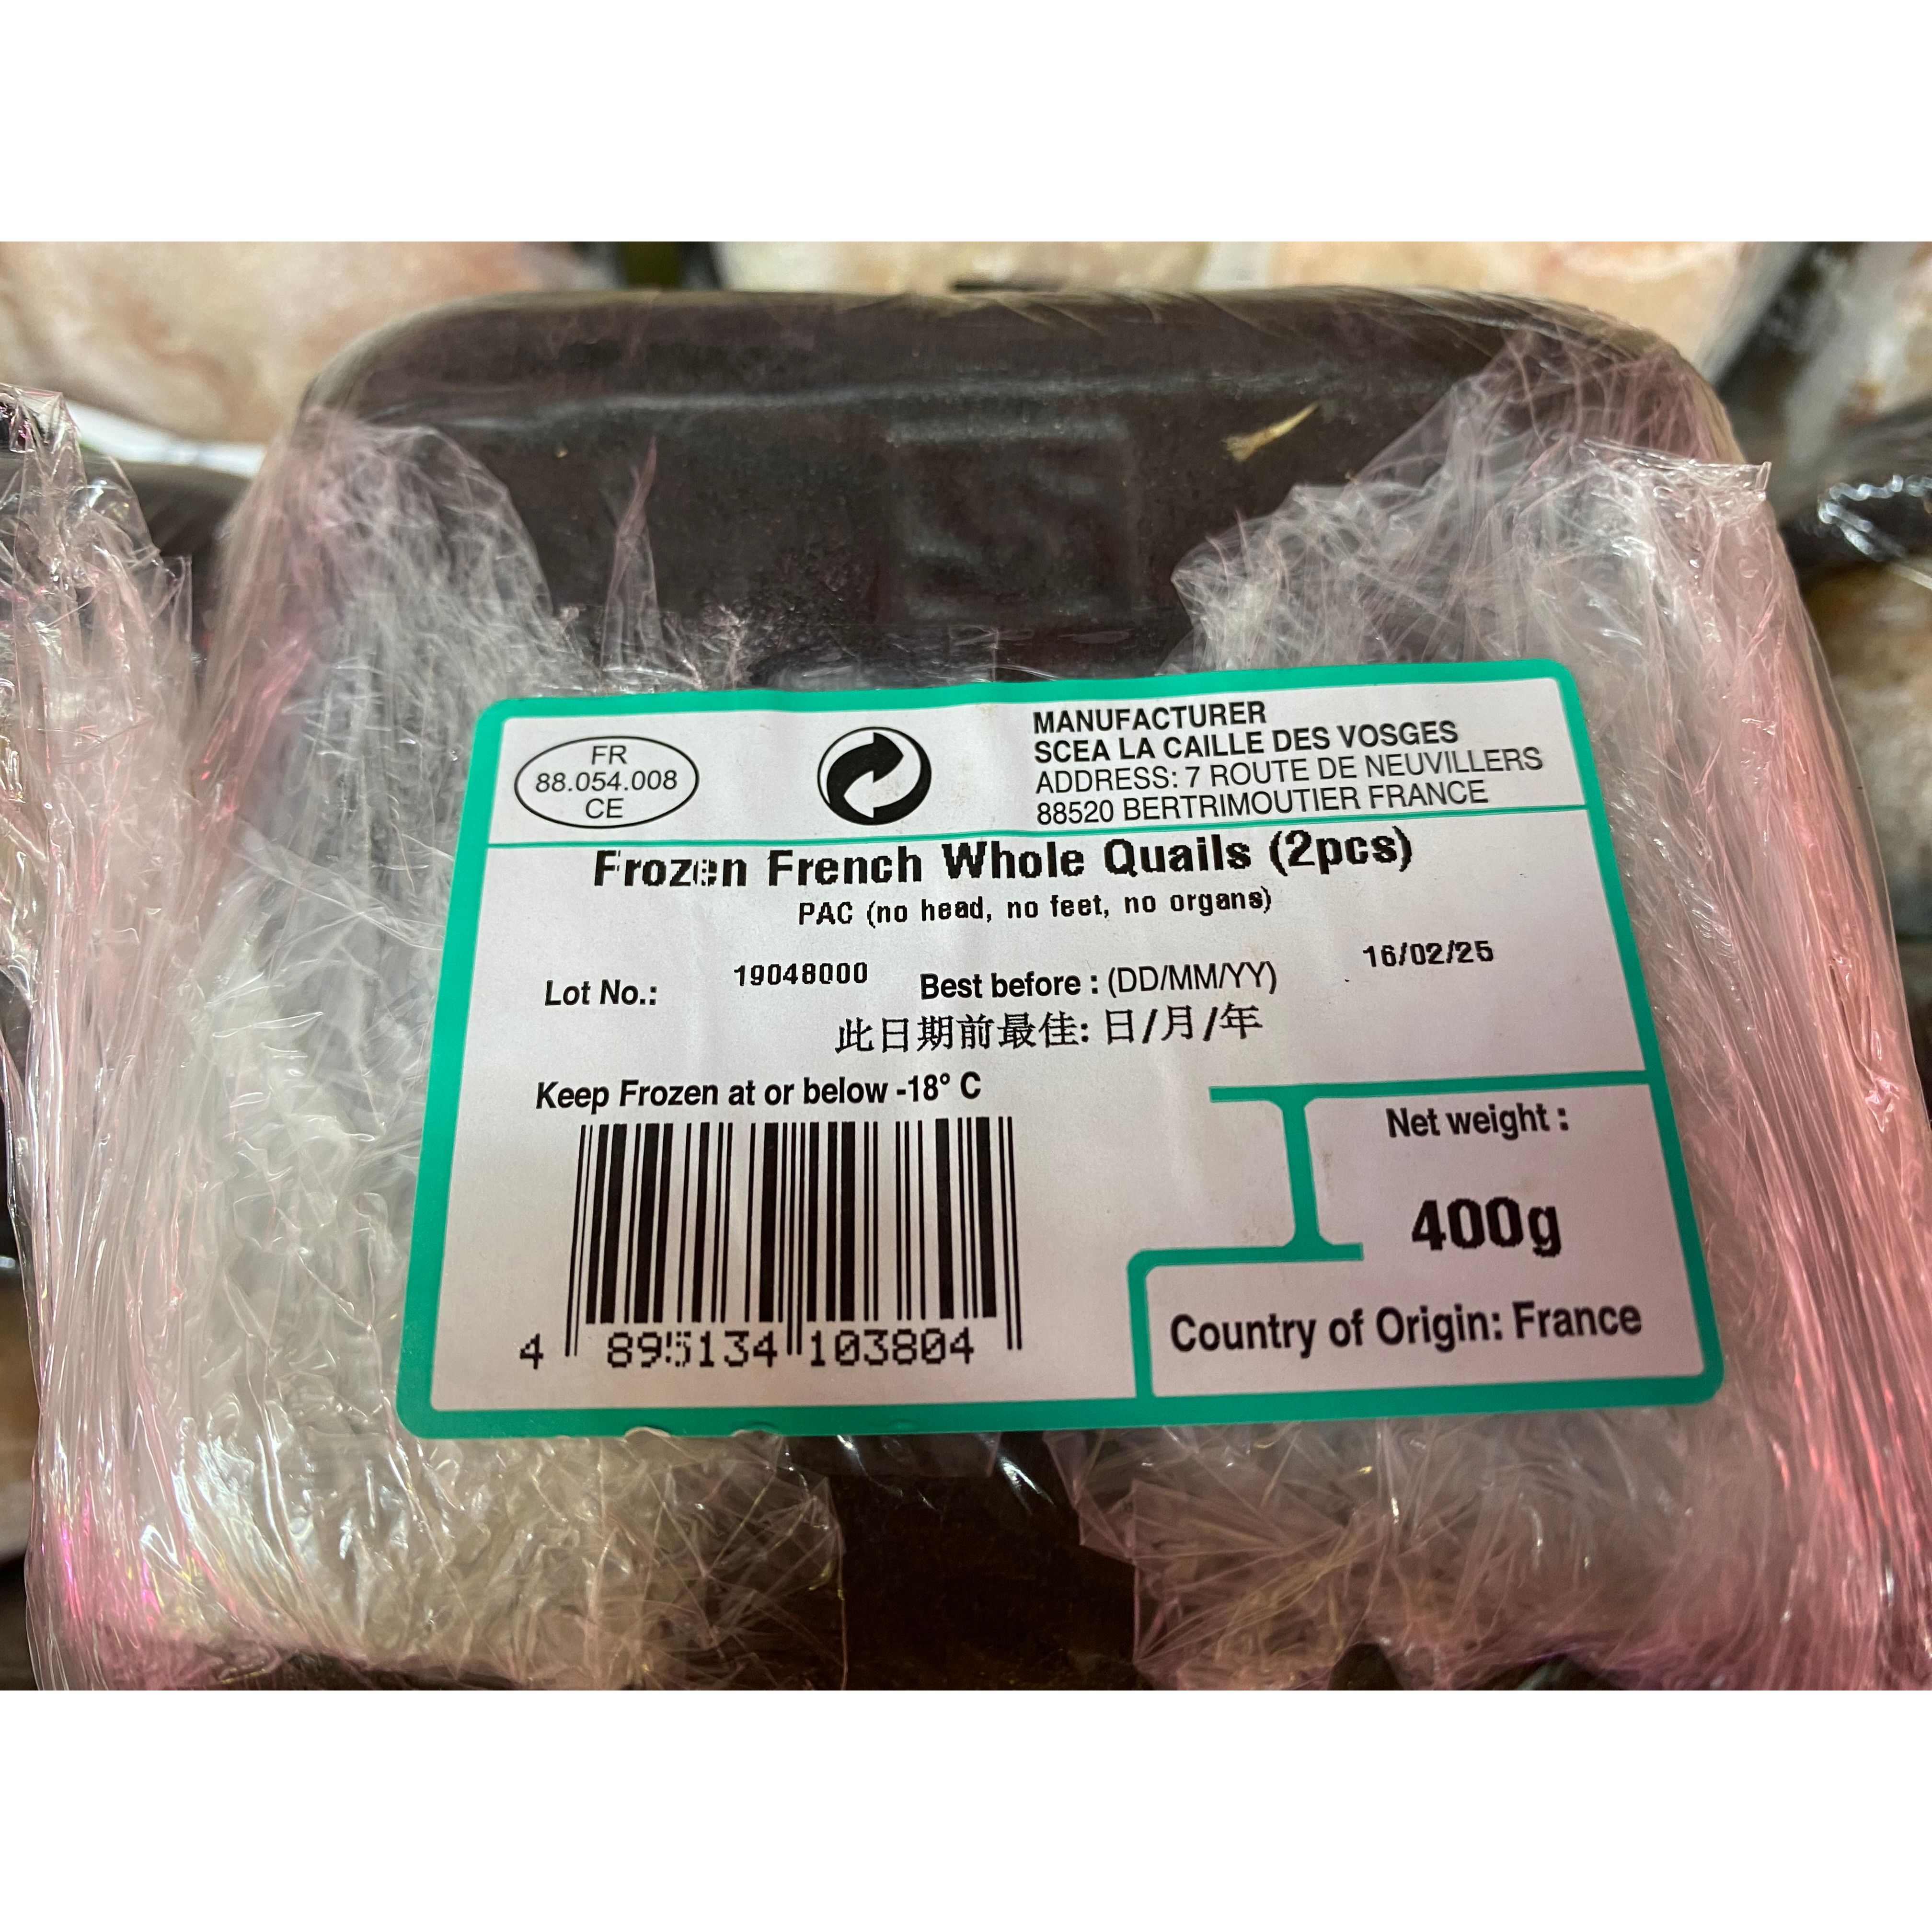 FR
88.054.008
CE
MANUFACTURER
SCEA LA CAILLE DES VOSGES
ADDRESS: 7 ROUTE DE NEUVILLERS
88520 BERTRIMOUTIER FRANCE
Frozen French Whole Quails (2pcs)
PAC (no head, no feet, no organs)
Lot No.: 19048000 Best before : (DD/MM/YY) 16/02/25
此日期前最佳: 日/月/年
Keep Frozen at or below -18° C
4 895134 103804
Net weight :
400g
Country of Origin: France